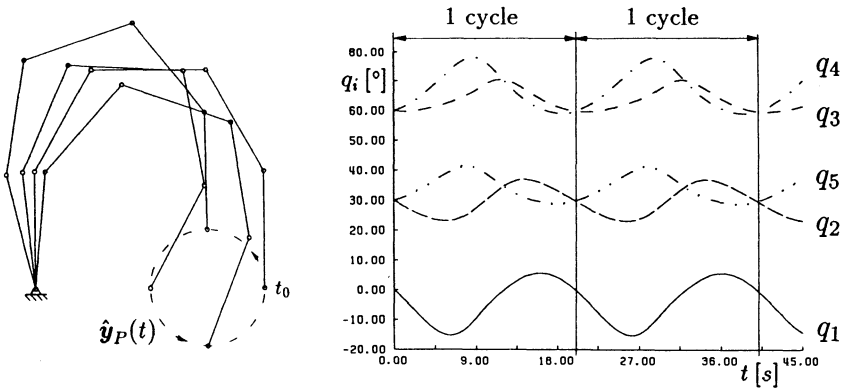 t₀
ŷ_P(t)
1 cycle 1 cycle
q_i [°]
80.00
70.00
60.00
50.00
40.00
30.00
20.00
10.00
0.00
-10.00
-20.00
0.00 9.00 18.00 27.00 36.00 45.00
t [s]
q₄
q₃
q₅
q₂
q₁